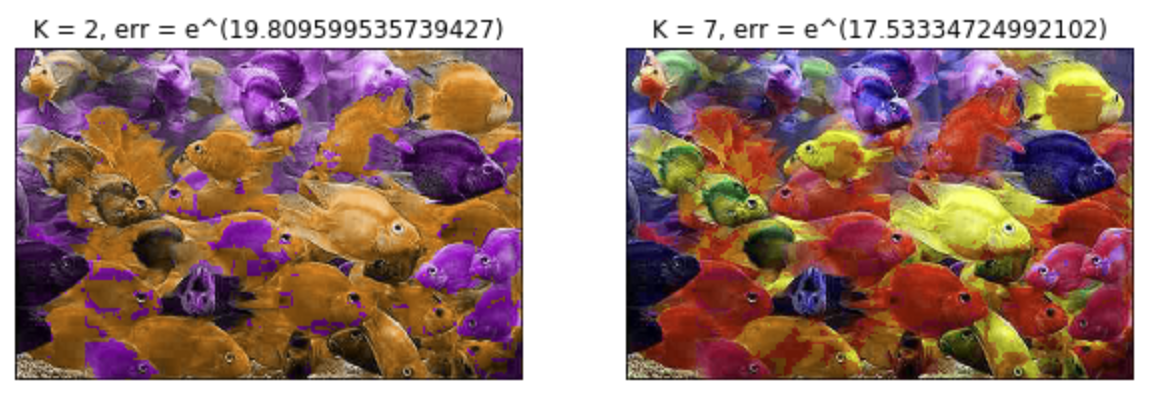 K = 2, err = e^(19.809599535739427)
K = 7, err = e^(17.53334724992102)